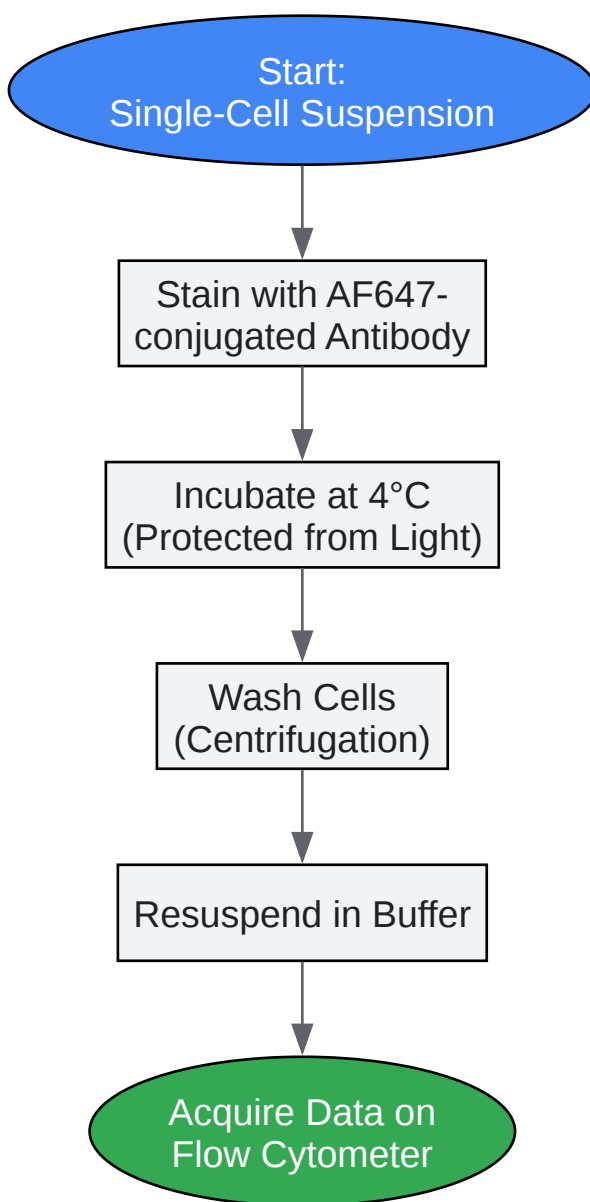 Start:
Single-Cell Suspension
Stain with AF647-
conjugated Antibody
Incubate at 4°C
(Protected from Light)
Wash Cells
(Centrifugation)
Resuspend in Buffer
Acquire Data on
Flow Cytometer